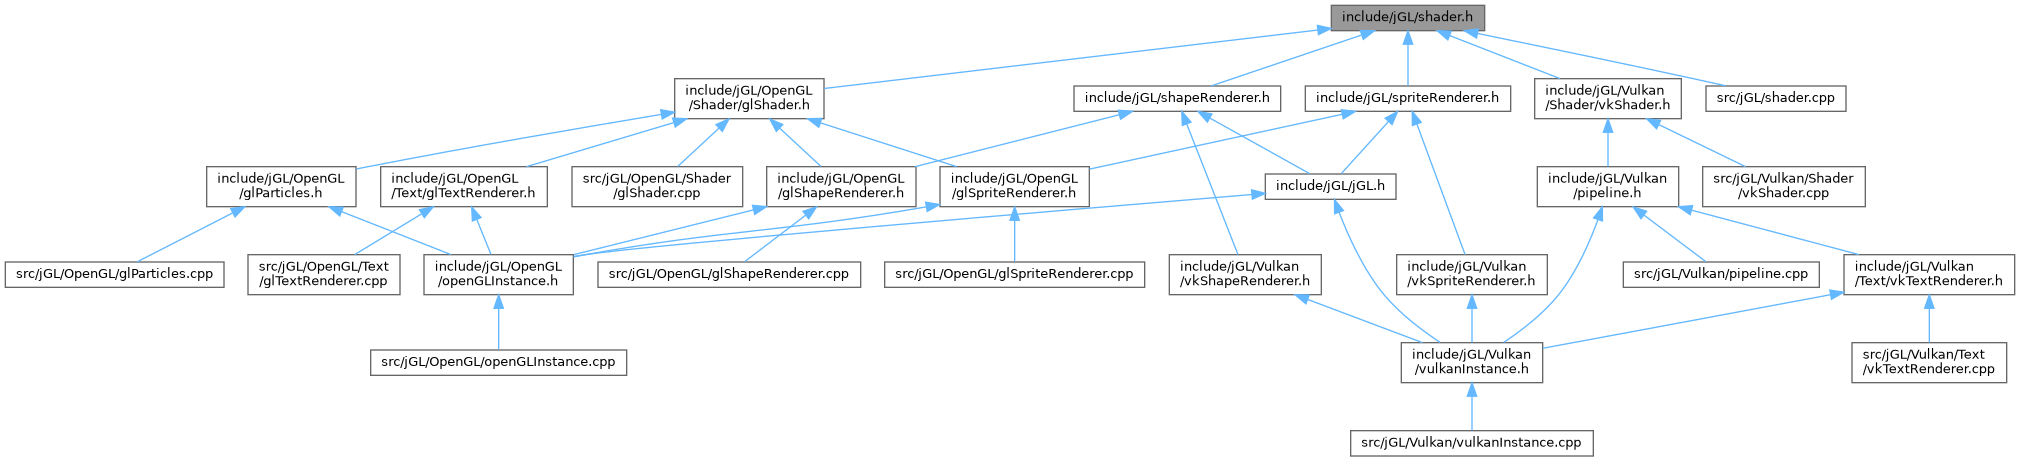 include/jGL/shader.h
include/jGL/OpenGL
/Shader/glShader.h
include/jGL/shapeRenderer.h
include/jGL/spriteRenderer.h
include/jGL/Vulkan
/Shader/vkShader.h
src/jGL/shader.cpp
include/jGL/OpenGL
/glParticles.h
include/jGL/OpenGL
/Text/glTextRenderer.h
src/jGL/OpenGL/Shader
/glShader.cpp
include/jGL/OpenGL
/glShapeRenderer.h
include/jGL/OpenGL
/glSpriteRenderer.h
include/jGL/jGL.h
include/jGL/Vulkan
/pipeline.h
src/jGL/Vulkan/Shader
/vkShader.cpp
src/jGL/OpenGL/glParticles.cpp
src/jGL/OpenGL/Text
/glTextRenderer.cpp
include/jGL/OpenGL
/openGLInstance.h
src/jGL/OpenGL/glShapeRenderer.cpp
src/jGL/OpenGL/glSpriteRenderer.cpp
include/jGL/Vulkan
/vkShapeRenderer.h
include/jGL/Vulkan
/vkSpriteRenderer.h
src/jGL/Vulkan/pipeline.cpp
include/jGL/Vulkan
/Text/vkTextRenderer.h
src/jGL/OpenGL/openGLInstance.cpp
include/jGL/Vulkan
/vulkanInstance.h
src/jGL/Vulkan/Text
/vkTextRenderer.cpp
src/jGL/Vulkan/vulkanInstance.cpp